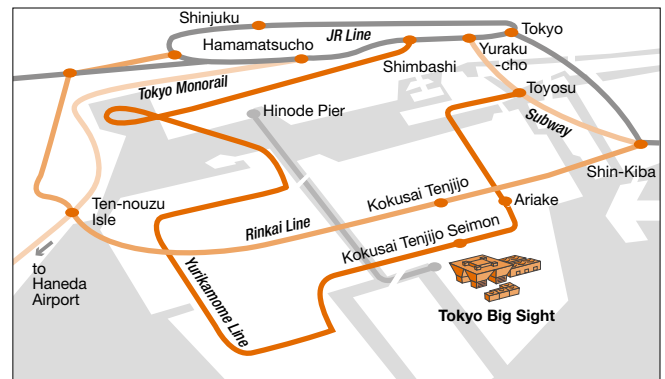 Shinjuku
JR Line
Tokyo
Hamamatsucho
Yuraku
-cho
Shimbashi
Tokyo Monorail
Toyosu
Hinode Pier
Subway
Shin-Kiba
Kokusai Tenjijo
Ariake
Ten-nouzu
Isle
Rinkai Line
Kokusai Tenjijo Seimon
to
Haneda
Airport
Yurikamome Line
Tokyo Big Sight